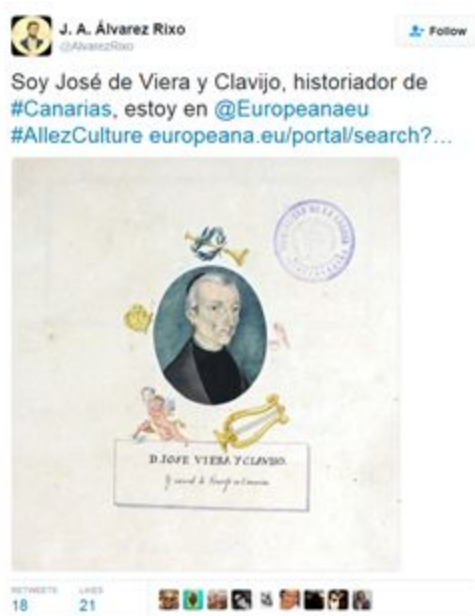 J. A. Álvarez Rixo
@AlvarezRixo
Follow
Soy José de Viera y Clavijo, historiador de
#Canarias, estoy en @Europeanaeu
#AllezCulture europeana.eu/portal/search?…
D. JOSE VIERA Y CLAVIJO.
RETWEETS
LIKES
18
21